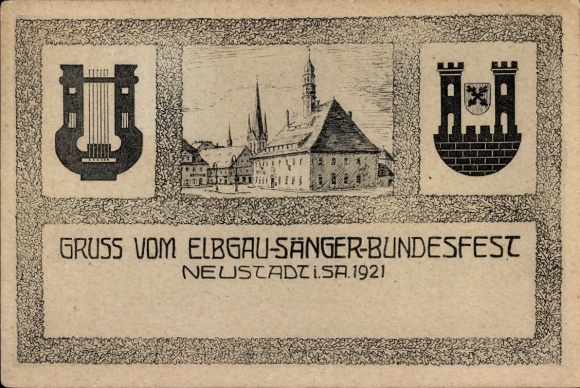 GRUSS VOM ELBGAU-SÄNGER-BUNDESFEST
NEUSTADT i. SA. 1921